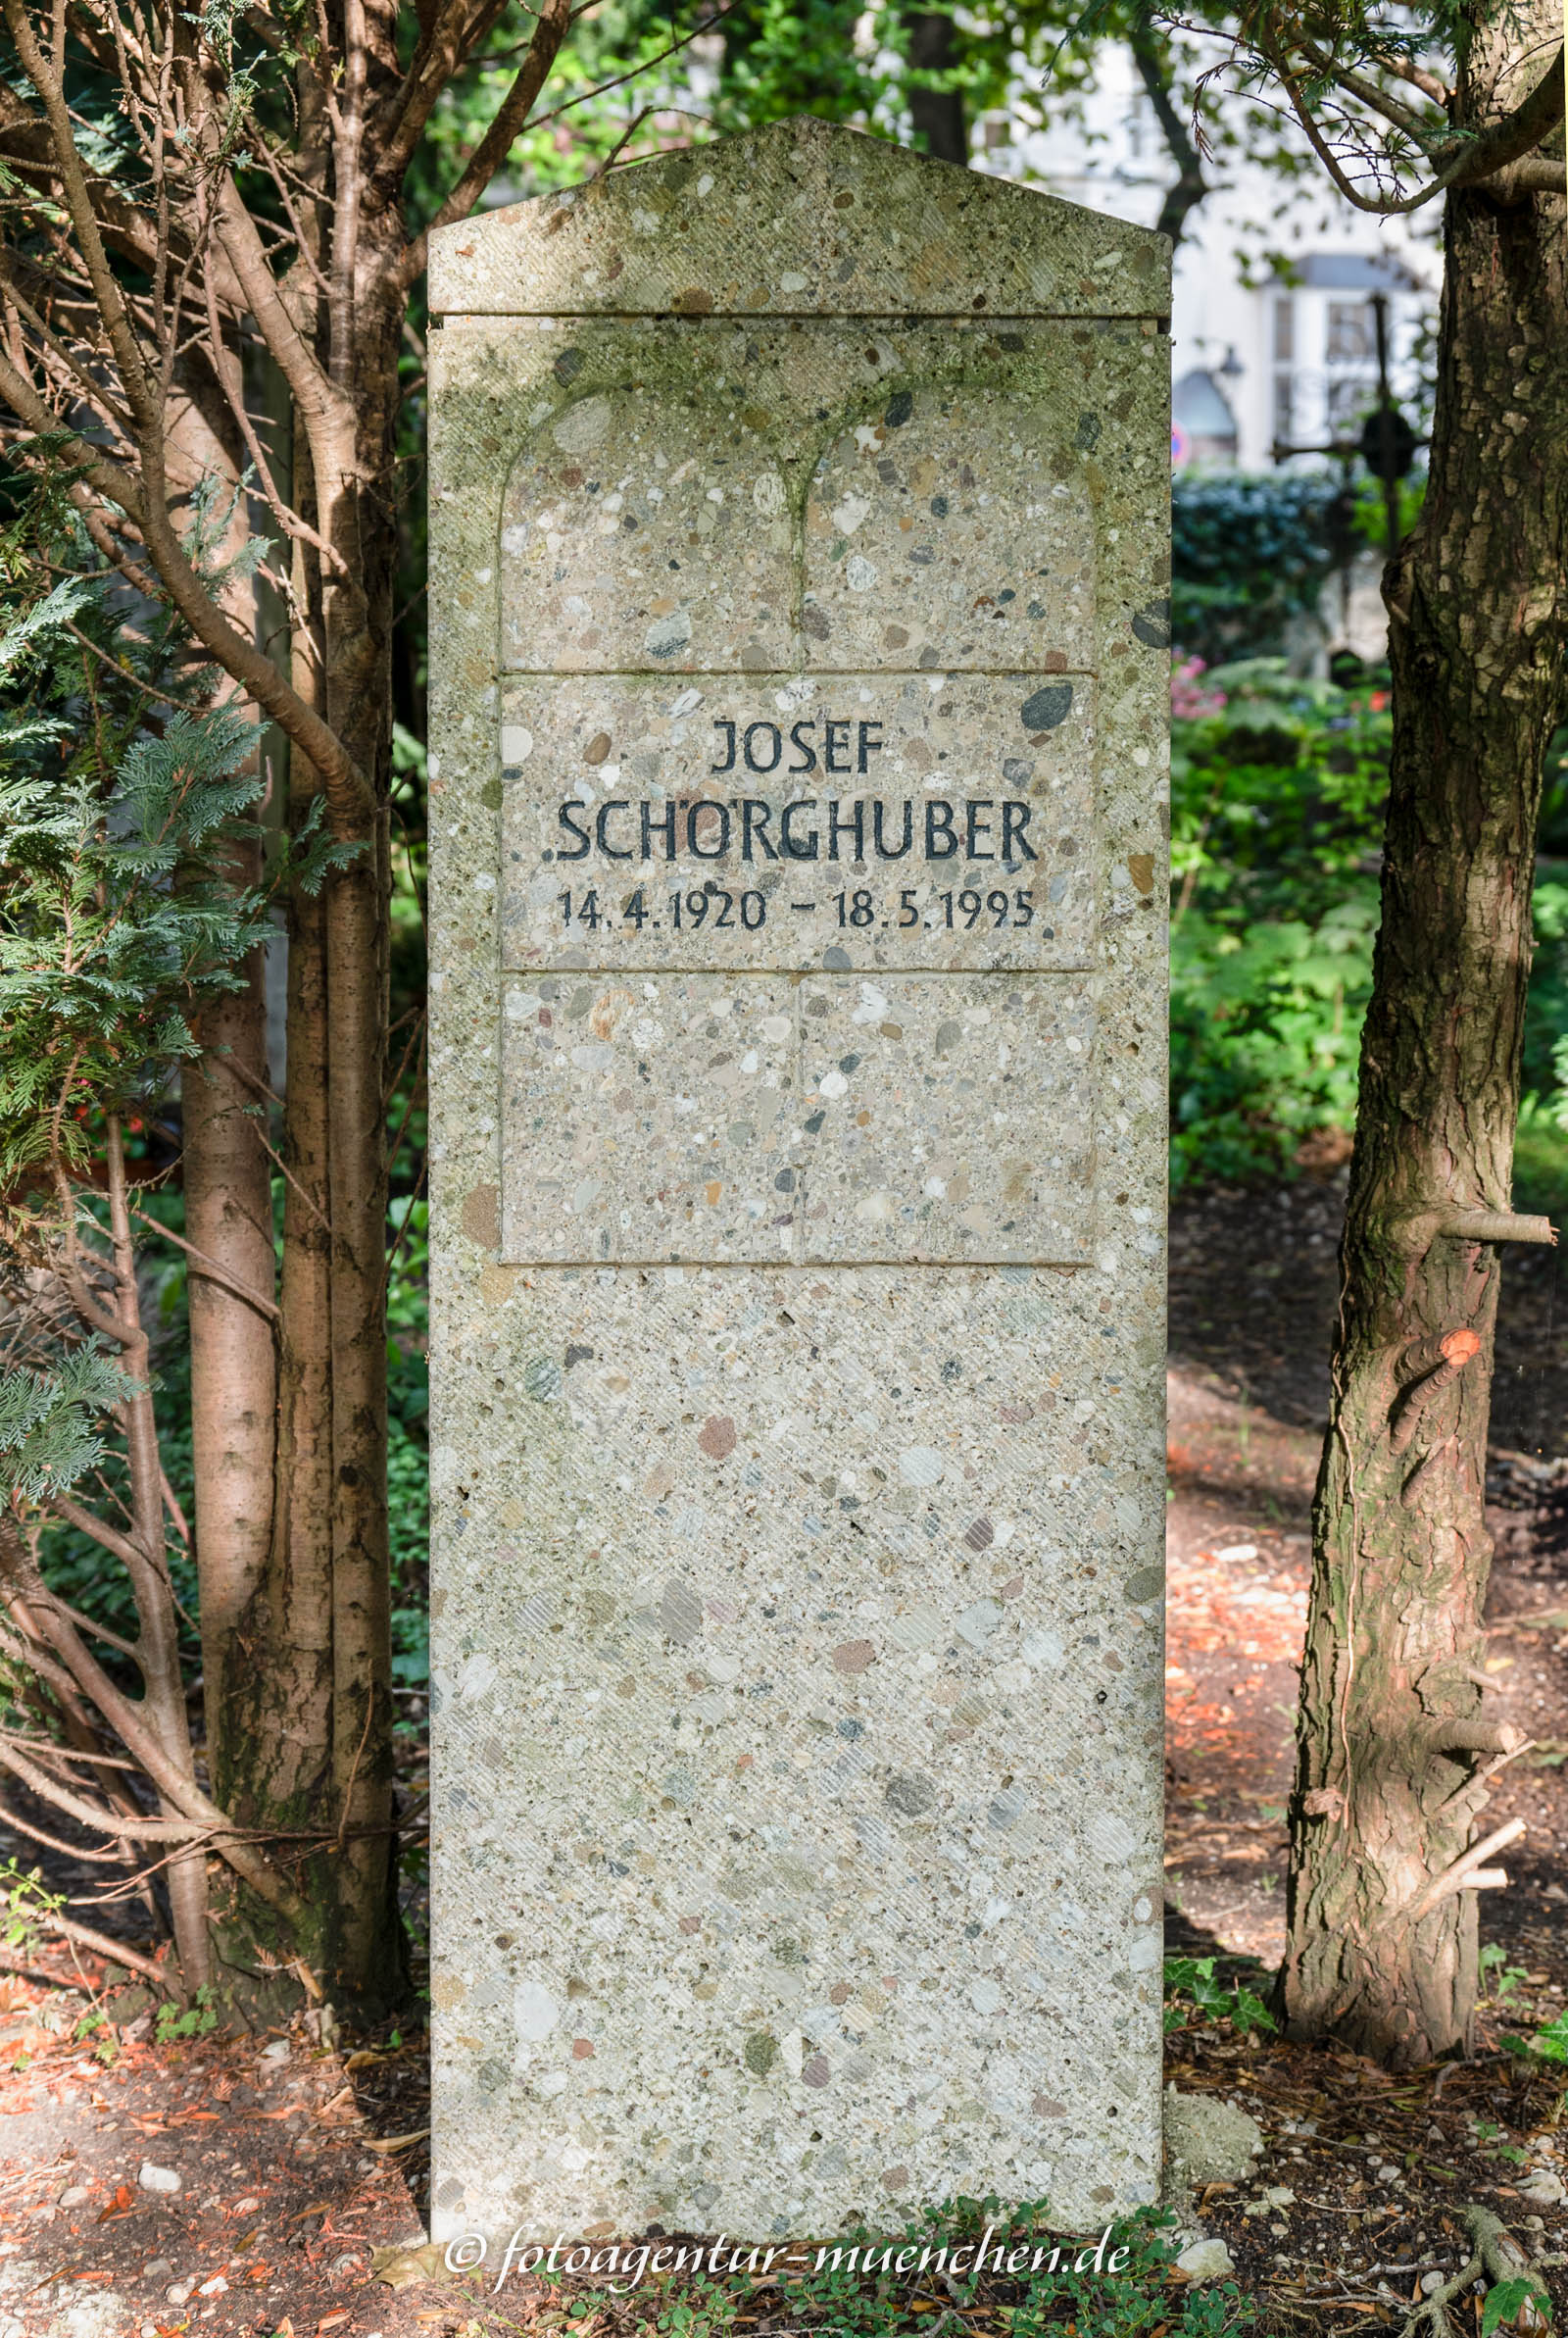 JOSEF
SCHÖRGHUBER
14.4.1920 – 18.5.1995
© fotoagentur-muenchen.de